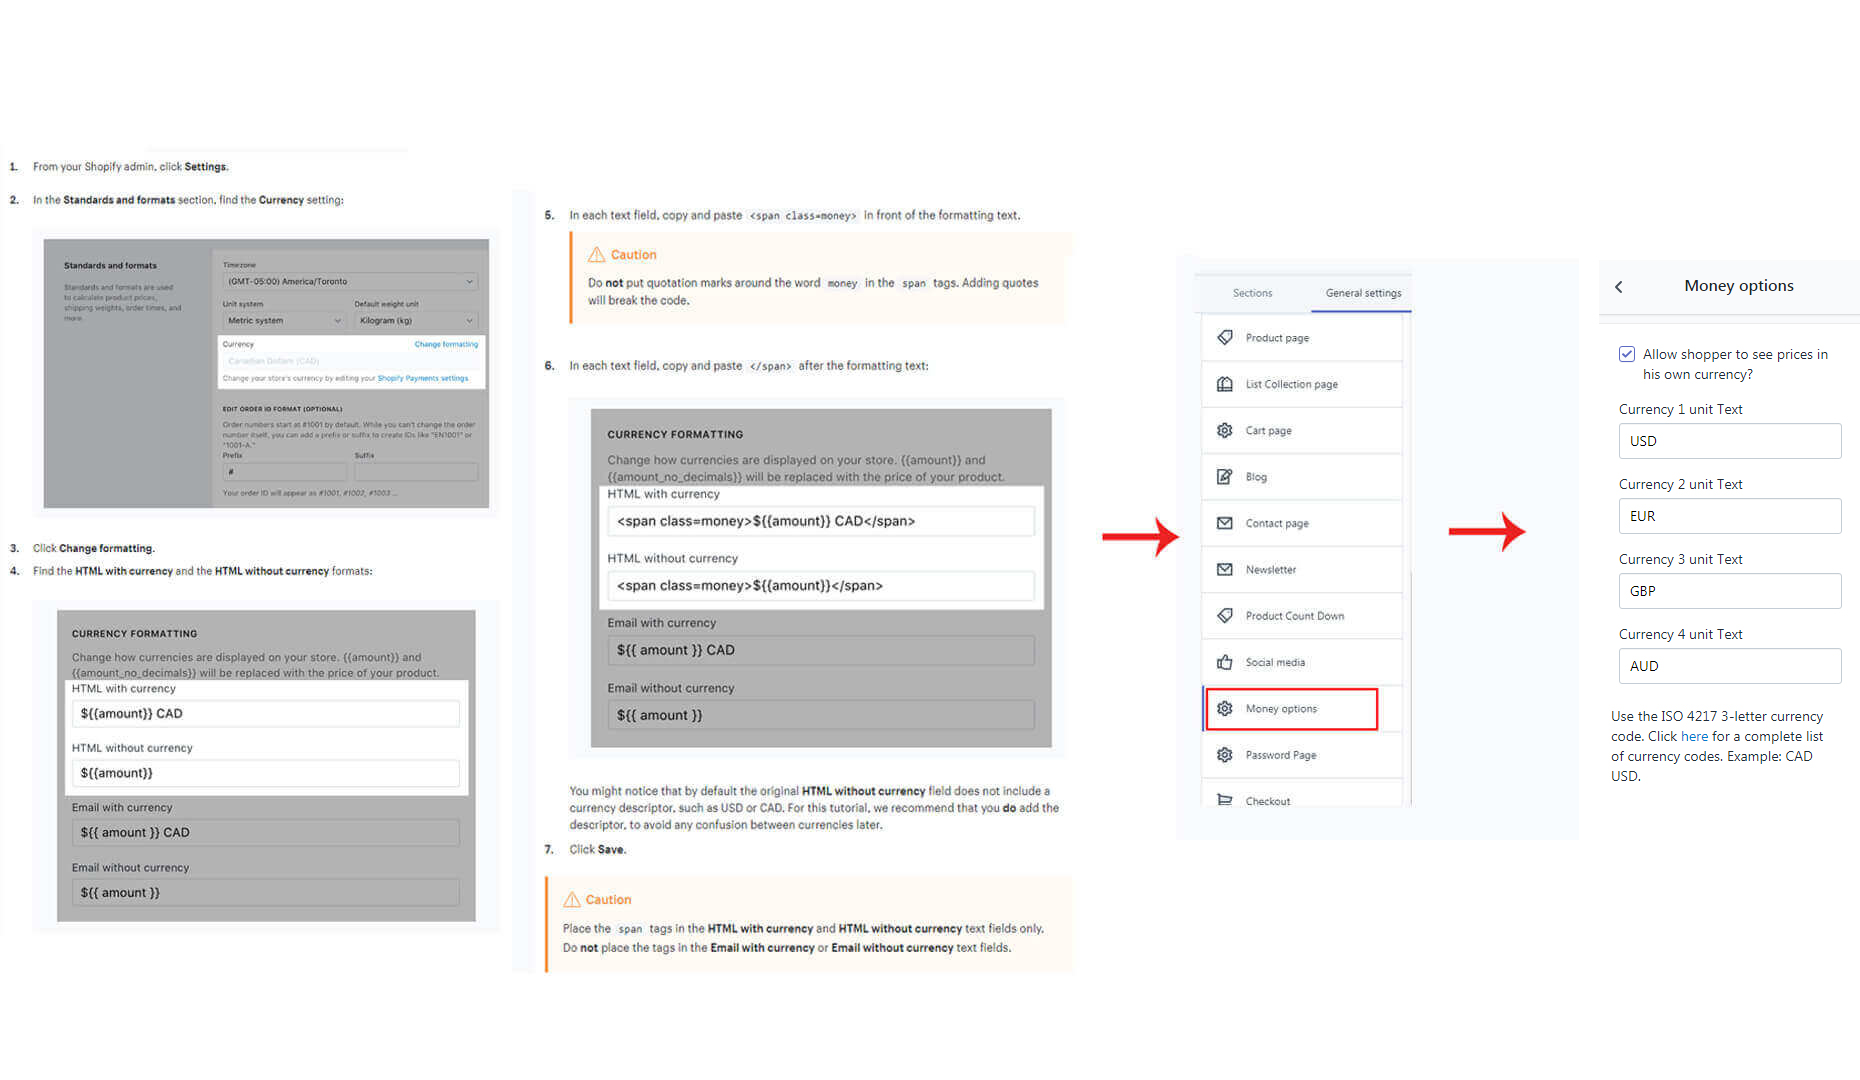 1. From your Shopify admin, click Settings.
2. In the Standards and formats section, find the Currency setting:
Standards and formats
Standards and formats are used
to calculate product prices,
shipping weights, order times, and
more.
Timezone
(GMT-05:00) America/Toronto
Unit system
Default weight unit
Metric system
Kilogram (kg)
Currency
Change formatting
Canadian Dollars (CAD)
Change your store's currency by editing your Shopify Payments settings
EDIT ORDER ID FORMAT (OPTIONAL)
Order numbers start at #1001 by default. While you can't change the order
number itself, you can add a prefix or suffix to create IDs like "EN1001" or
"1001-A."
Prefix
Suffix
#
Your order ID will appear as #1001, #1002, #1003 ...
3. Click Change formatting.
4. Find the HTML with currency and the HTML without currency formats:
CURRENCY FORMATTING
Change how currencies are displayed on your store. {{amount}} and
{{amount_no_decimals}} will be replaced with the price of your product.
HTML with currency
${{amount}} CAD
HTML without currency
${{amount}}
Email with currency
${{ amount }} CAD
Email without currency
${{ amount }}
5. In each text field, copy and paste <span class=money> in front of the formatting text.
Caution
Do not put quotation marks around the word money in the span tags. Adding quotes
will break the code.
6. In each text field, copy and paste </span> after the formatting text:
CURRENCY FORMATTING
Change how currencies are displayed on your store. {{amount}} and
{{amount_no_decimals}} will be replaced with the price of your product.
HTML with currency
<span class=money>${{amount}} CAD</span>
HTML without currency
<span class=money>${{amount}}</span>
Email with currency
${{ amount }} CAD
Email without currency
${{ amount }}
You might notice that by default the original HTML without currency field does not include a
currency descriptor, such as USD or CAD. For this tutorial, we recommend that you do add the
descriptor, to avoid any confusion between currencies later.
7. Click Save.
Caution
Place the span tags in the HTML with currency and HTML without currency text fields only.
Do not place the tags in the Email with currency or Email without currency text fields.
Sections
General settings
Product page
List Collection page
Cart page
Blog
Contact page
Newsletter
Product Count Down
Social media
Money options
Password Page
Checkout
Money options
Allow shopper to see prices in
his own currency?
Currency 1 unit Text
USD
Currency 2 unit Text
EUR
Currency 3 unit Text
GBP
Currency 4 unit Text
AUD
Use the ISO 4217 3-letter currency
code. Click here for a complete list
of currency codes. Example: CAD
USD.